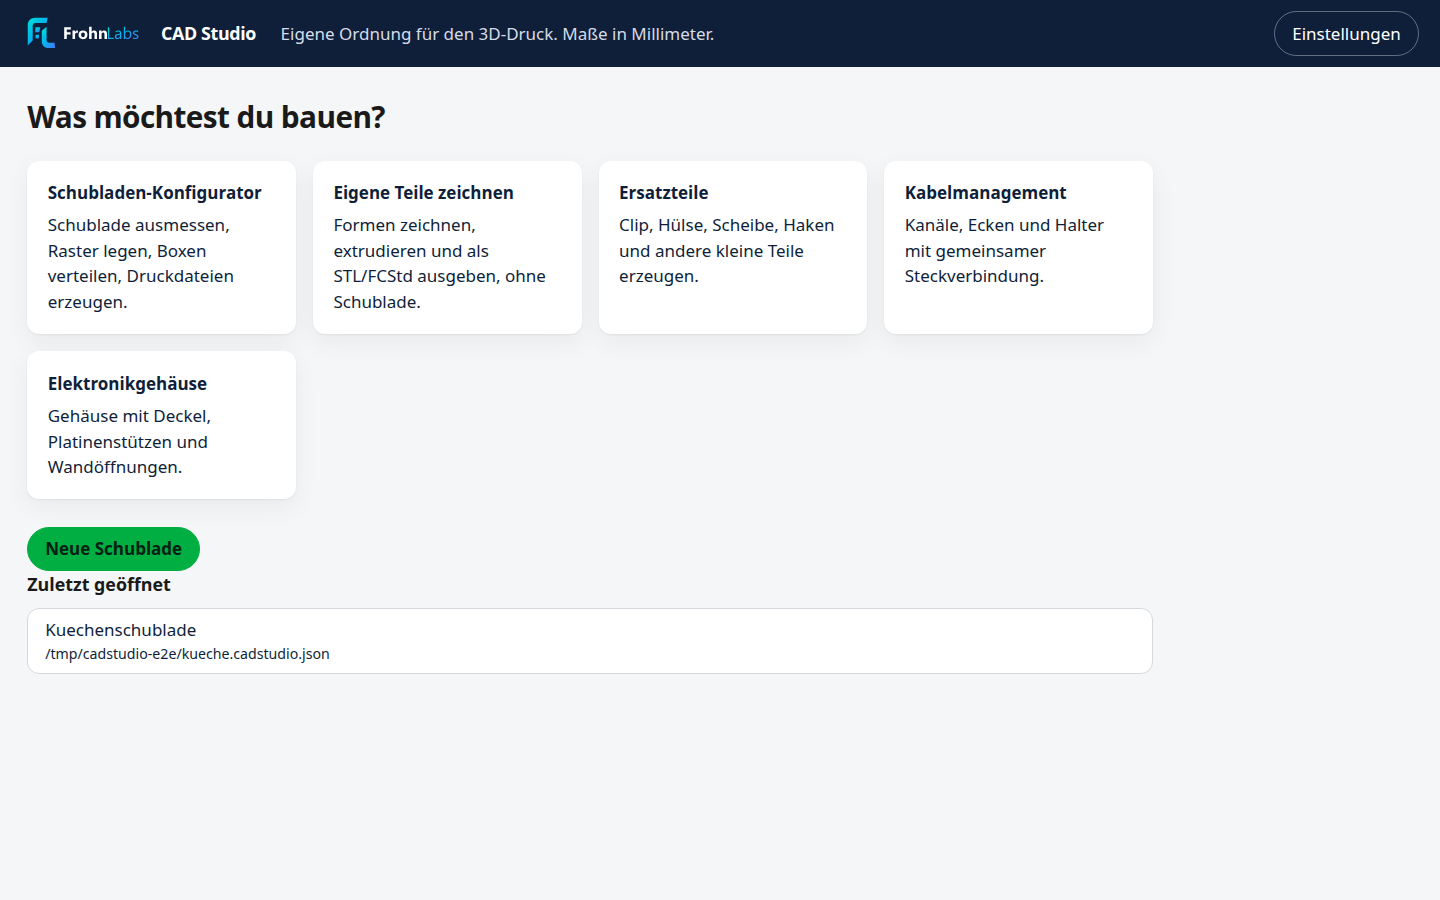 FrohnLabs CAD Studio Eigene Ordnung für den 3D-Druck. Maße in Millimeter. Einstellungen
Was möchtest du bauen?
Schubladen-Konfigurator
Schublade ausmessen,
Raster legen, Boxen
verteilen, Druckdateien
erzeugen.
Eigene Teile zeichnen
Formen zeichnen,
extrudieren und als
STL/FCStd ausgeben, ohne
Schublade.
Ersatzteile
Clip, Hülse, Scheibe, Haken
und andere kleine Teile
erzeugen.
Kabelmanagement
Kanäle, Ecken und Halter
mit gemeinsamer
Steckverbindung.
Elektronikgehäuse
Gehäuse mit Deckel,
Platinenstützen und
Wandöffnungen.
Neue Schublade
Zuletzt geöffnet
Kuechenschublade
/tmp/cadstudio-e2e/kueche.cadstudio.json